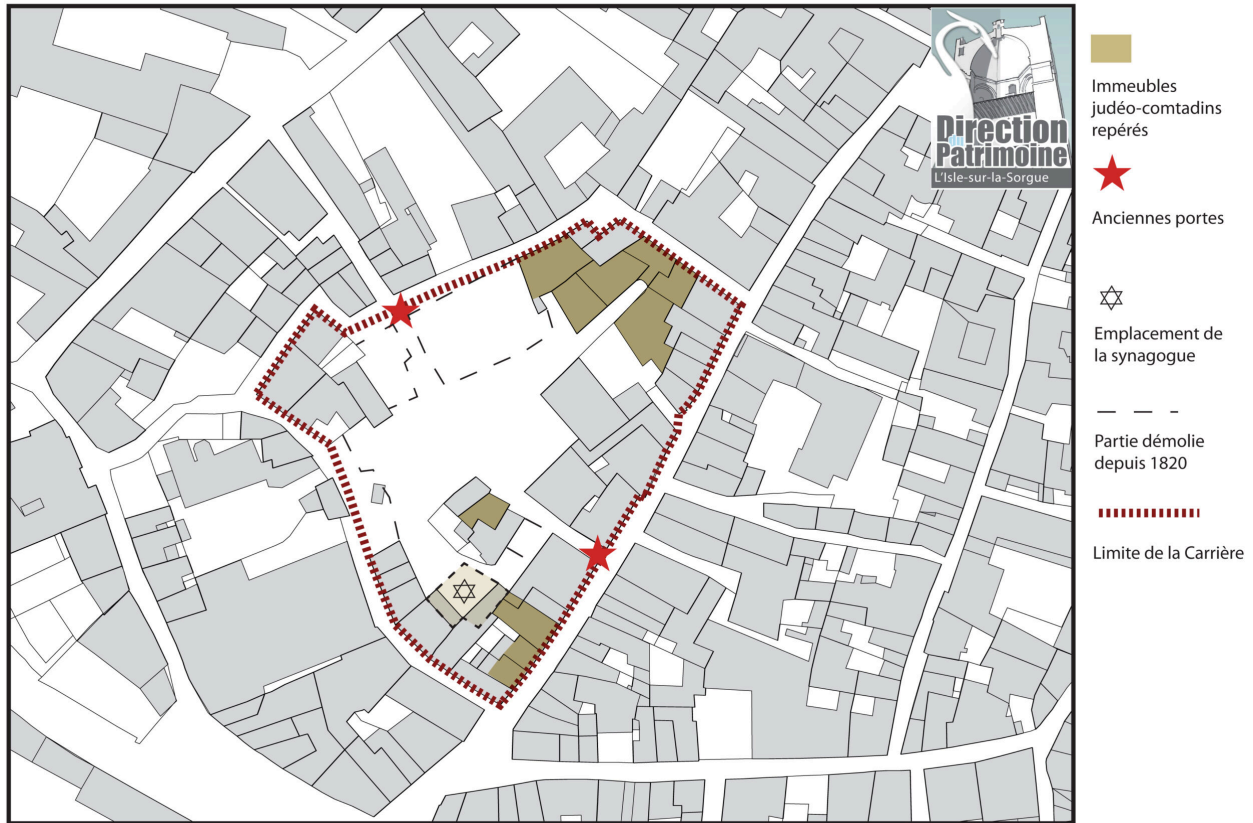 Direction
du
Patrimoine
L'Isle-sur-la-Sorgue
Immeubles
judéo-comtadins
repérés
Anciennes portes
Emplacement de
la synagogue
Partie démolie
depuis 1820
Limite de la Carrière